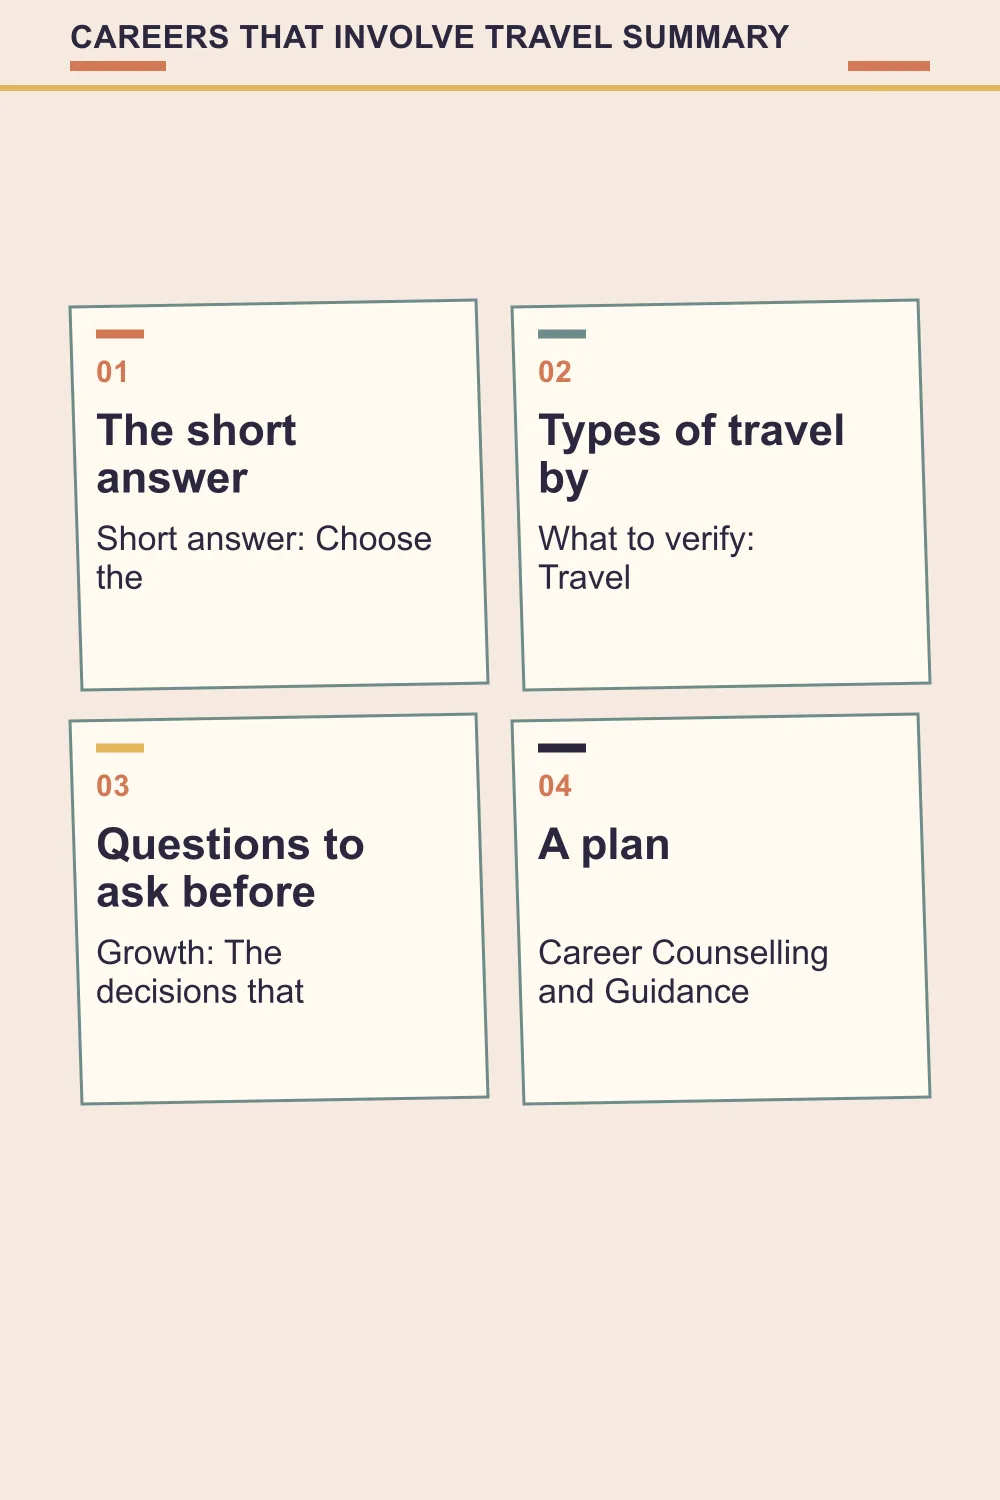 CAREERS THAT INVOLVE TRAVEL SUMMARY
01
The short
answer
Short answer: Choose
the
02
Types of travel
by
What to verify:
Travel
03
Questions to
ask before
Growth: The
decisions that
04
A plan
Career Counselling
and Guidance